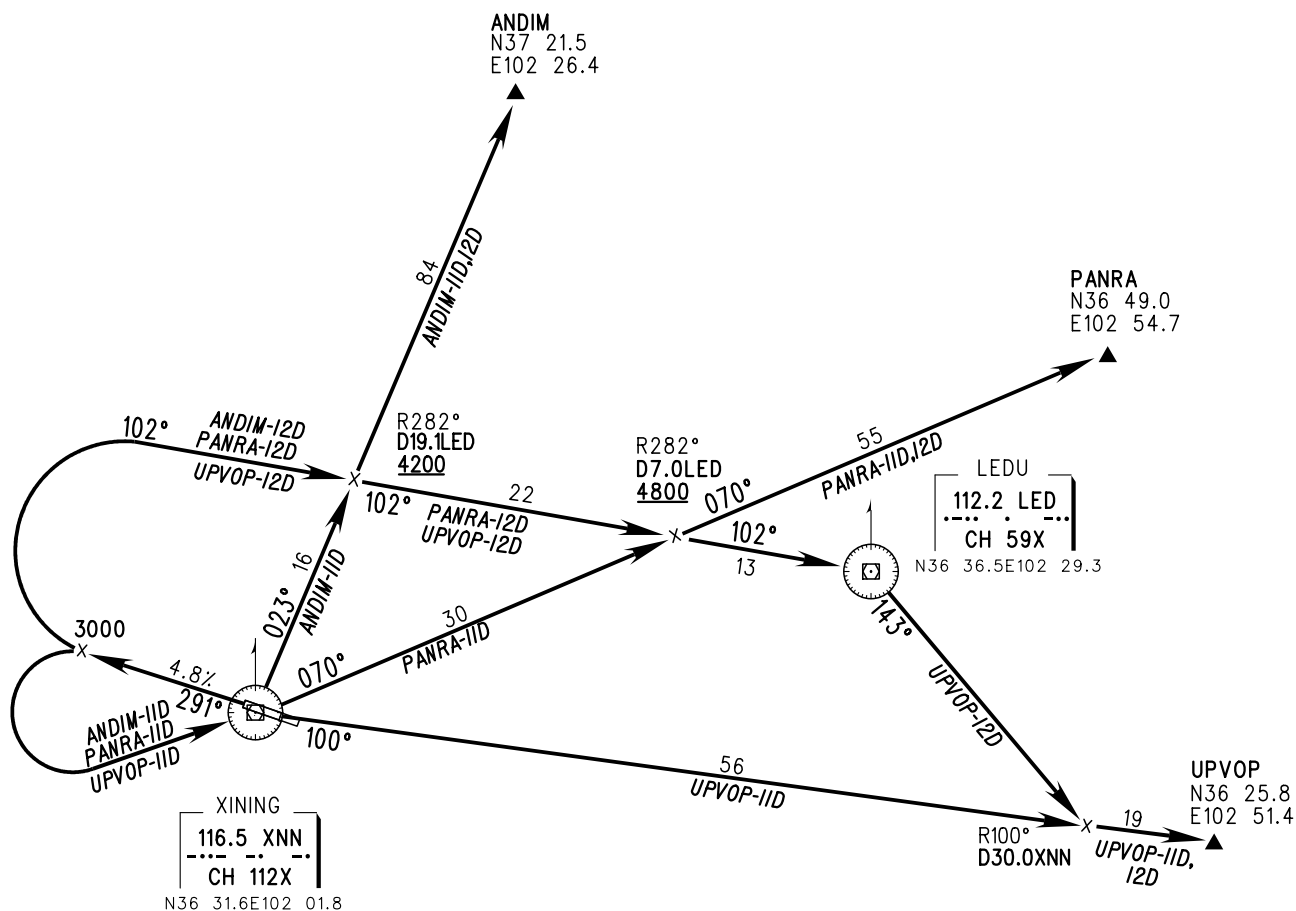 ANDIM
N37 21.5
E102 26.4
84
ANDIM-11D,12D
PANRA
N36 49.0
E102 54.7
102°
ANDIM-12D
PANRA-12D
UPVOP-12D
R282°
D19.1LED
4200
102°
22
PANRA-12D
UPVOP-12D
R282°
D7.0LED
4800
070°
55
PANRA-11D,12D
102°
13
LEDU
112.2 LED
CH 59X
N36 36.5E102 29.3
143°
UPVOP-12D
16
023°
ANDIM-11D
3000
4.8%
291°
070°
30
PANRA-11D
ANDIM-11D
PANRA-11D
UPVOP-11D
100°
56
UPVOP-11D
XINING
116.5 XNN
CH 112X
N36 31.6E102 01.8
R100°
D30.0XNN
19
UPVOP-11D,
12D
UPVOP
N36 25.8
E102 51.4